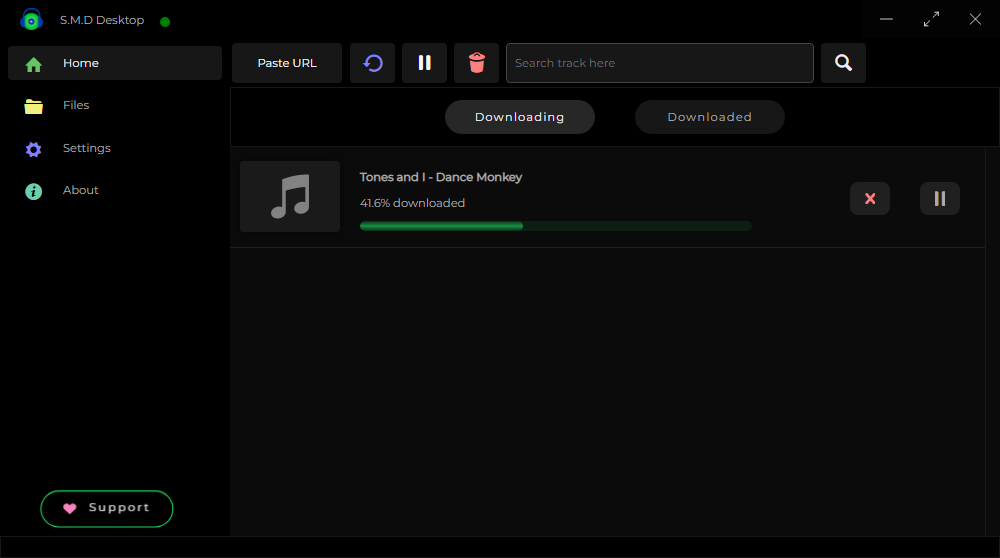 S.M.D Desktop
Home
Files
Settings
About
Support
Paste URL
Search track here
Downloading
Downloaded
Tones and I - Dance Monkey
41.6% downloaded